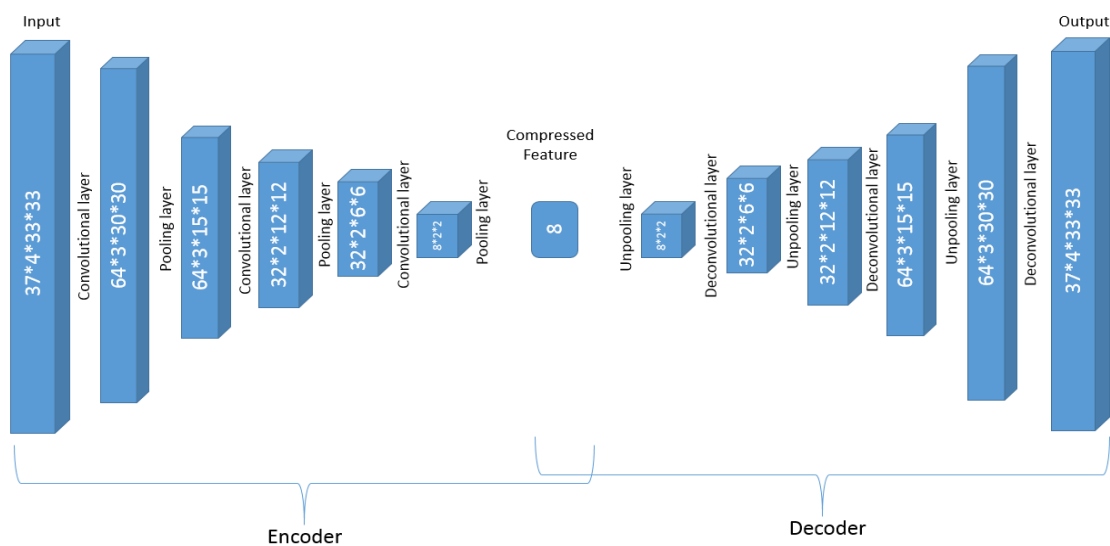 Input
37*4*33*33
Convolutional layer
64*3*30*30
Pooling layer
64*3*15*15
Convolutional layer
32*2*12*12
Pooling layer
32*2*6*6
Convolutional layer
8*2*2
Pooling layer
Compressed
Feature
8
Unpooling layer
8*2*2
Deconvolutional layer
32*2*6*6
Unpooling layer
32*2*12*12
Deconvolutional layer
64*3*15*15
Unpooling layer
64*3*30*30
Deconvolutional layer
Output
37*4*33*33
Encoder
Decoder